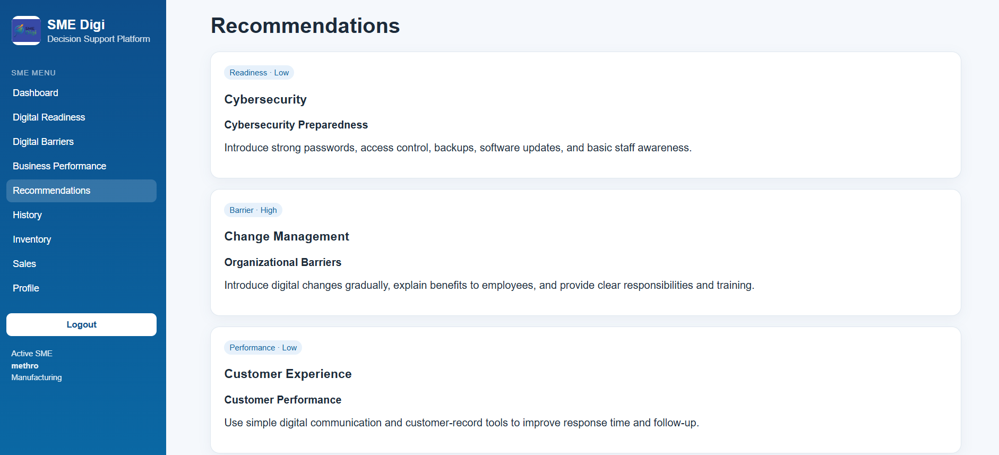 SME
Digi
SME Digi
Decision Support Platform
SME MENU
Dashboard
Digital Readiness
Digital Barriers
Business Performance
Recommendations
History
Inventory
Sales
Profile
Logout
Active SME
methro
Manufacturing
Recommendations
Readiness · Low
Cybersecurity
Cybersecurity Preparedness
Introduce strong passwords, access control, backups, software updates, and basic staff awareness.
Barrier · High
Change Management
Organizational Barriers
Introduce digital changes gradually, explain benefits to employees, and provide clear responsibilities and training.
Performance · Low
Customer Experience
Customer Performance
Use simple digital communication and customer-record tools to improve response time and follow-up.